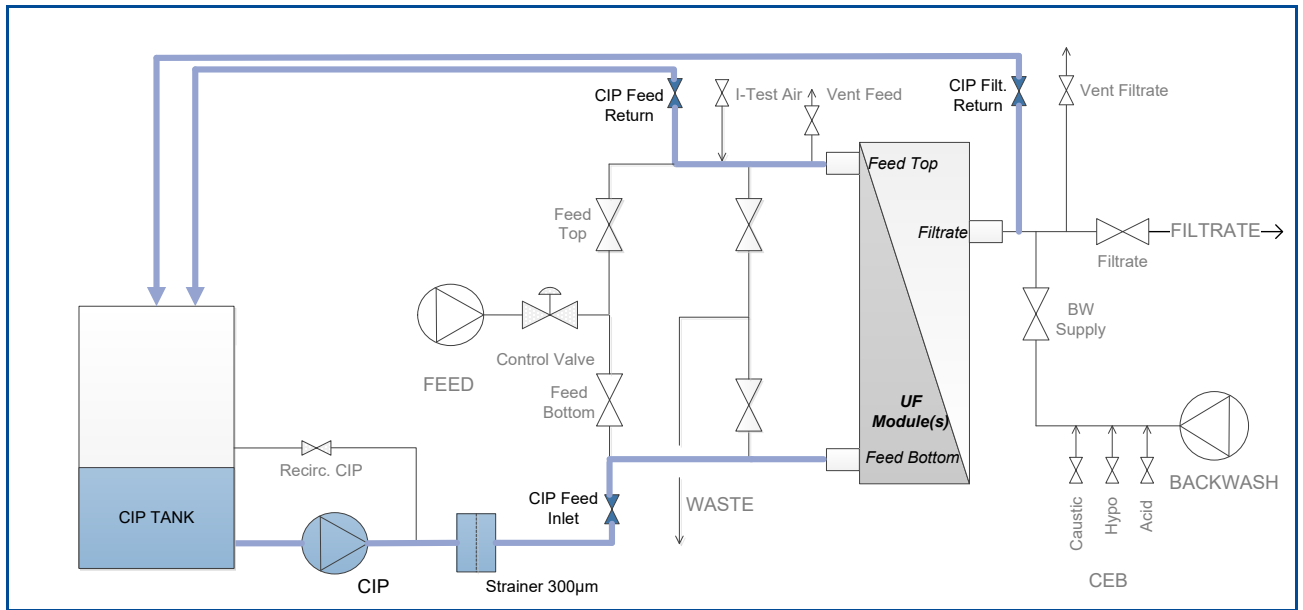 CIP Feed
Return
I-Test Air
Vent Feed
CIP Filt.
Return
Vent Filtrate
Feed Top
Feed
Top
Filtrate
FILTRATE
Filtrate
BW
Supply
Control Valve
FEED
Feed
Bottom
UF
Module(s)
Feed Bottom
Recirc. CIP
CIP TANK
CIP Feed
Inlet
WASTE
BACKWASH
Caustic
Hypo
Acid
CEB
CIP
Strainer 300µm